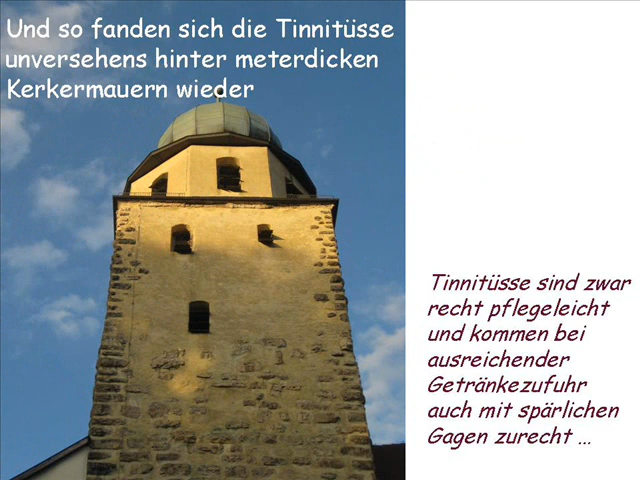 Und so fanden sich die Tinnitüsse
unversehens hinter meterdicken
Kerkermauern wieder
Tinnitüsse sind zwar
recht pflegeleicht
und kommen bei
ausreichender
Getränkezufuhr
auch mit spärlichen
Gagen zurecht ...